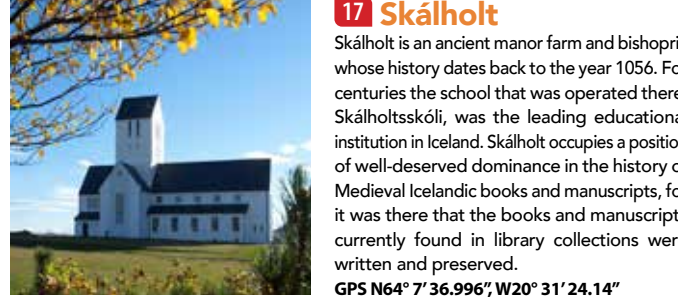 17 Skálholt
Skálholt is an ancient manor farm and bishopri
whose history dates back to the year 1056. Fo
centuries the school that was operated there
Skálholtsskóli, was the leading educationa
institution in Iceland. Skálholt occupies a position
of well-deserved dominance in the history o
Medieval Icelandic books and manuscripts, fo
it was there that the books and manuscript
currently found in library collections wer
written and preserved.
GPS N64° 7' 36.996”, W20° 31' 24.14”